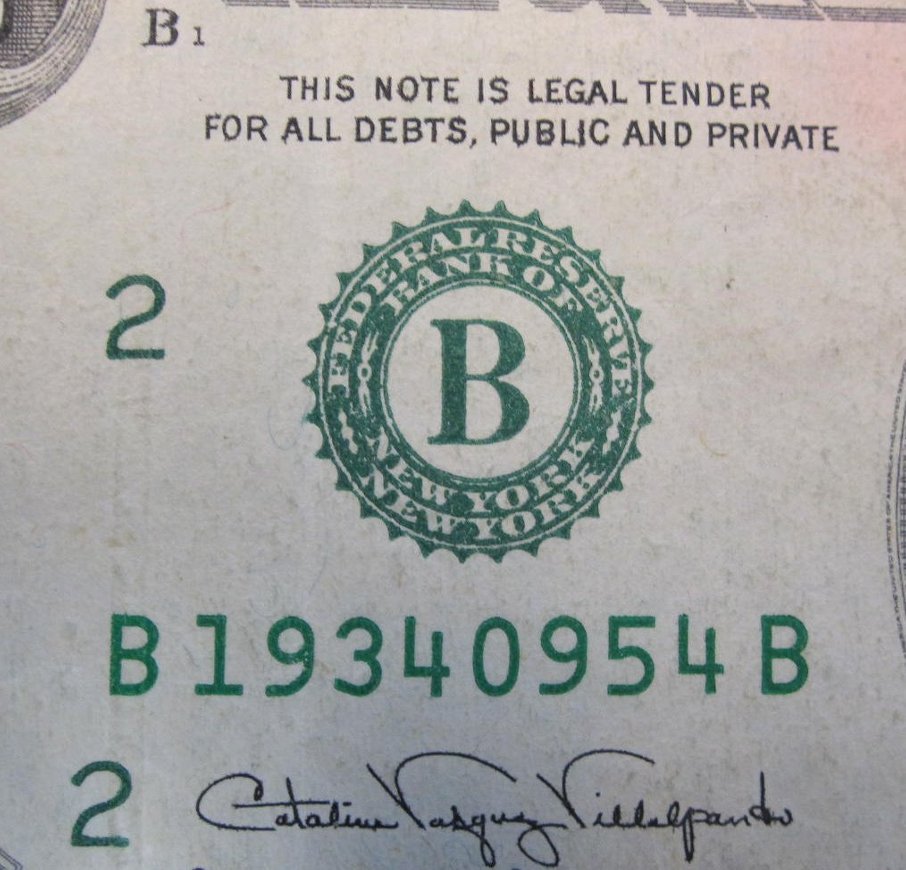 B1
THIS NOTE IS LEGAL TENDER
FOR ALL DEBTS, PUBLIC AND PRIVATE
FEDERAL RESERVE
BANK OF
2
B
NEW YORK
NEW YORK
B19340954B
2
Catalina Vasquez Villalpando